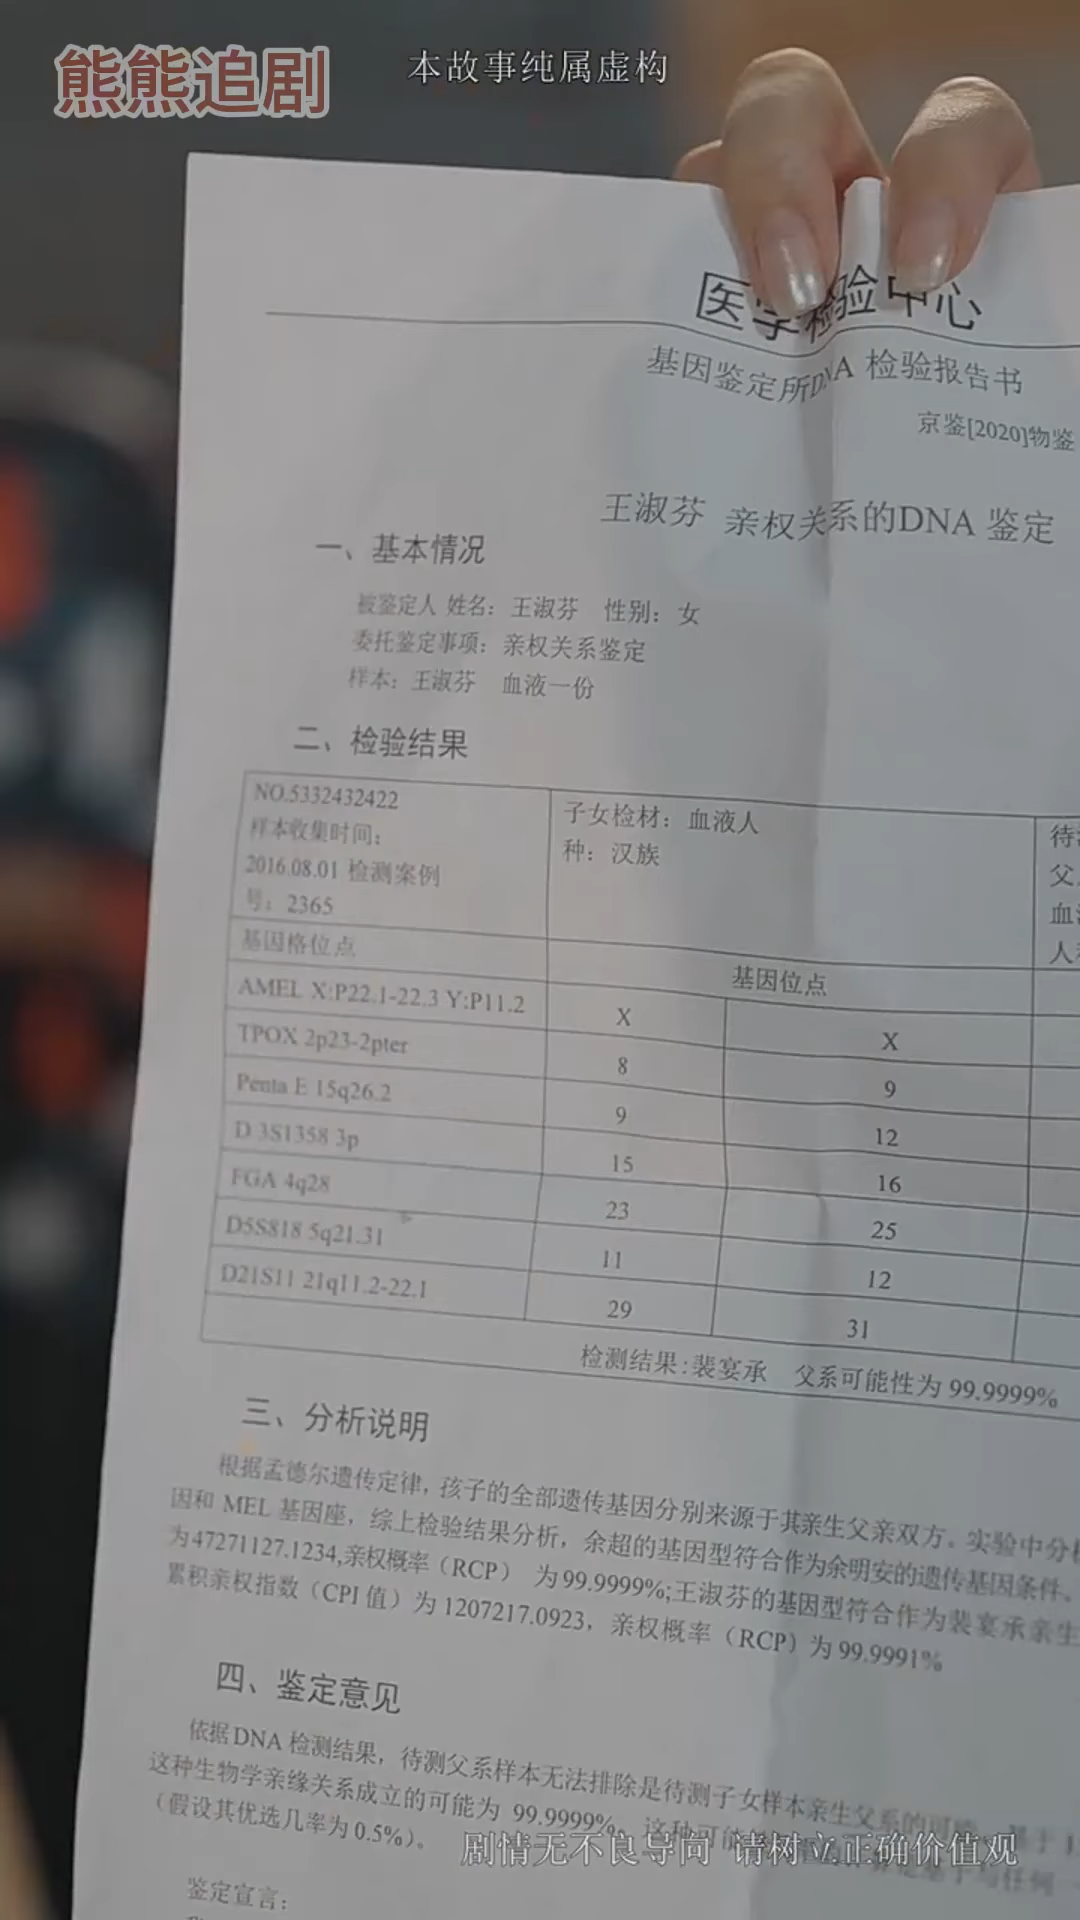 熊熊追剧
本故事纯属虚构
医学检验中心
基因鉴定所DNA 检验报告书
京鉴[2020]物鉴
王淑芬 亲权关系的DNA 鉴定
一、基本情况
被鉴定人 姓名：王淑芬 性别：女
委托鉴定事项：亲权关系鉴定
样本：王淑芬 血液一份
二、检验结果
NO.5332432422
样本收集时间：
2016.08.01 检测案例
号：2365
子女检材：血液人
种：汉族
父
人
基因格位点
基因位点
AMEL X:P22.1-22.3 Y:P11.2 X X
TPOX 2p23-2pter 8 9
Penta E 15q26.2 9 12
D 3S1358 3p 15 16
FGA 4q28 23 25
D5S818 5q21.31 11 12
D21S11 21q11.2-22.1 29 31
检测结果:裴宴承 父系可能性为 99.9999%
三、分析说明
根据孟德尔遗传定律，孩子的全部遗传基因分别来源于其亲生父亲双方。实验中分
因和 MEL 基因座，综上检验结果分析，余超的基因型符合作为余明安的遗传基因条件。
为47271127.1234,亲权概率（RCP） 为99.9999%;王淑芬的基因型符合作为裴宴承亲生
累积亲权指数（CPI 值）为 1207217.0923，亲权概率（RCP）为 99.9991%
四、鉴定意见
依据DNA 检测结果，待测父系样本无法排除是待测子女样本亲生父系的可能 基于
这种生物学亲缘关系成立的可能为 99.9999%。这种可能
（假设其优选几率为0.5%）。
剧情无不良导向 请树立正确价值观
鉴定宣言：